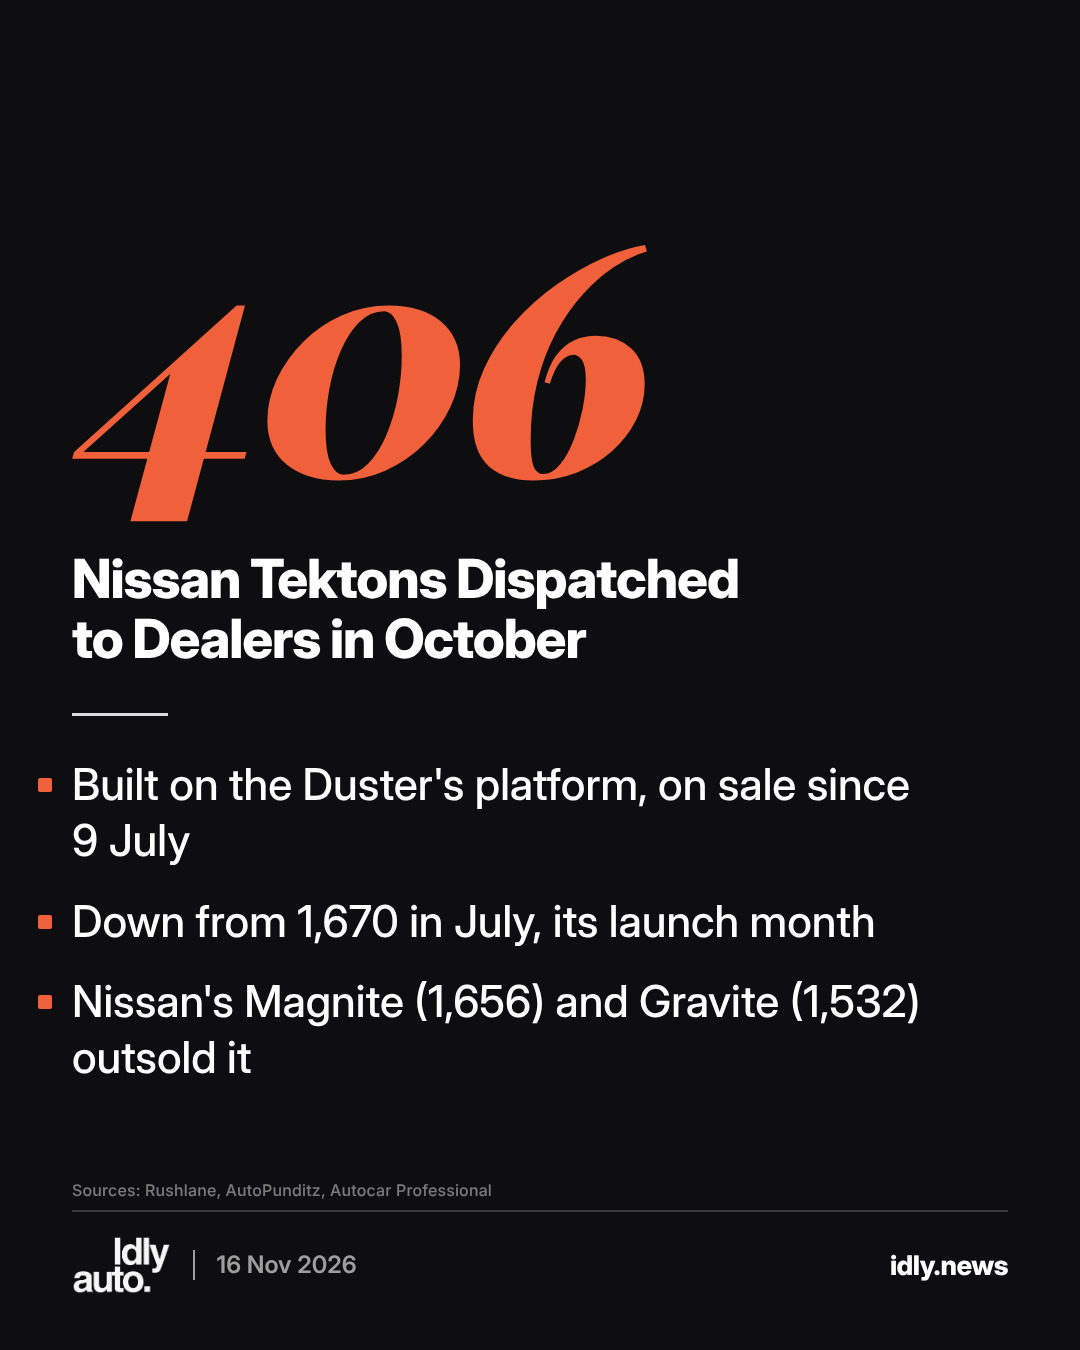 406
Nissan Tektons Dispatched
to Dealers in October
Built on the Duster's platform, on sale since
9 July
Down from 1,670 in July, its launch month
Nissan's Magnite (1,656) and Gravite (1,532)
outsold it
Sources: Rushlane, AutoPunditz, Autocar Professional
Idly
auto.
16 Nov 2026
idly.news